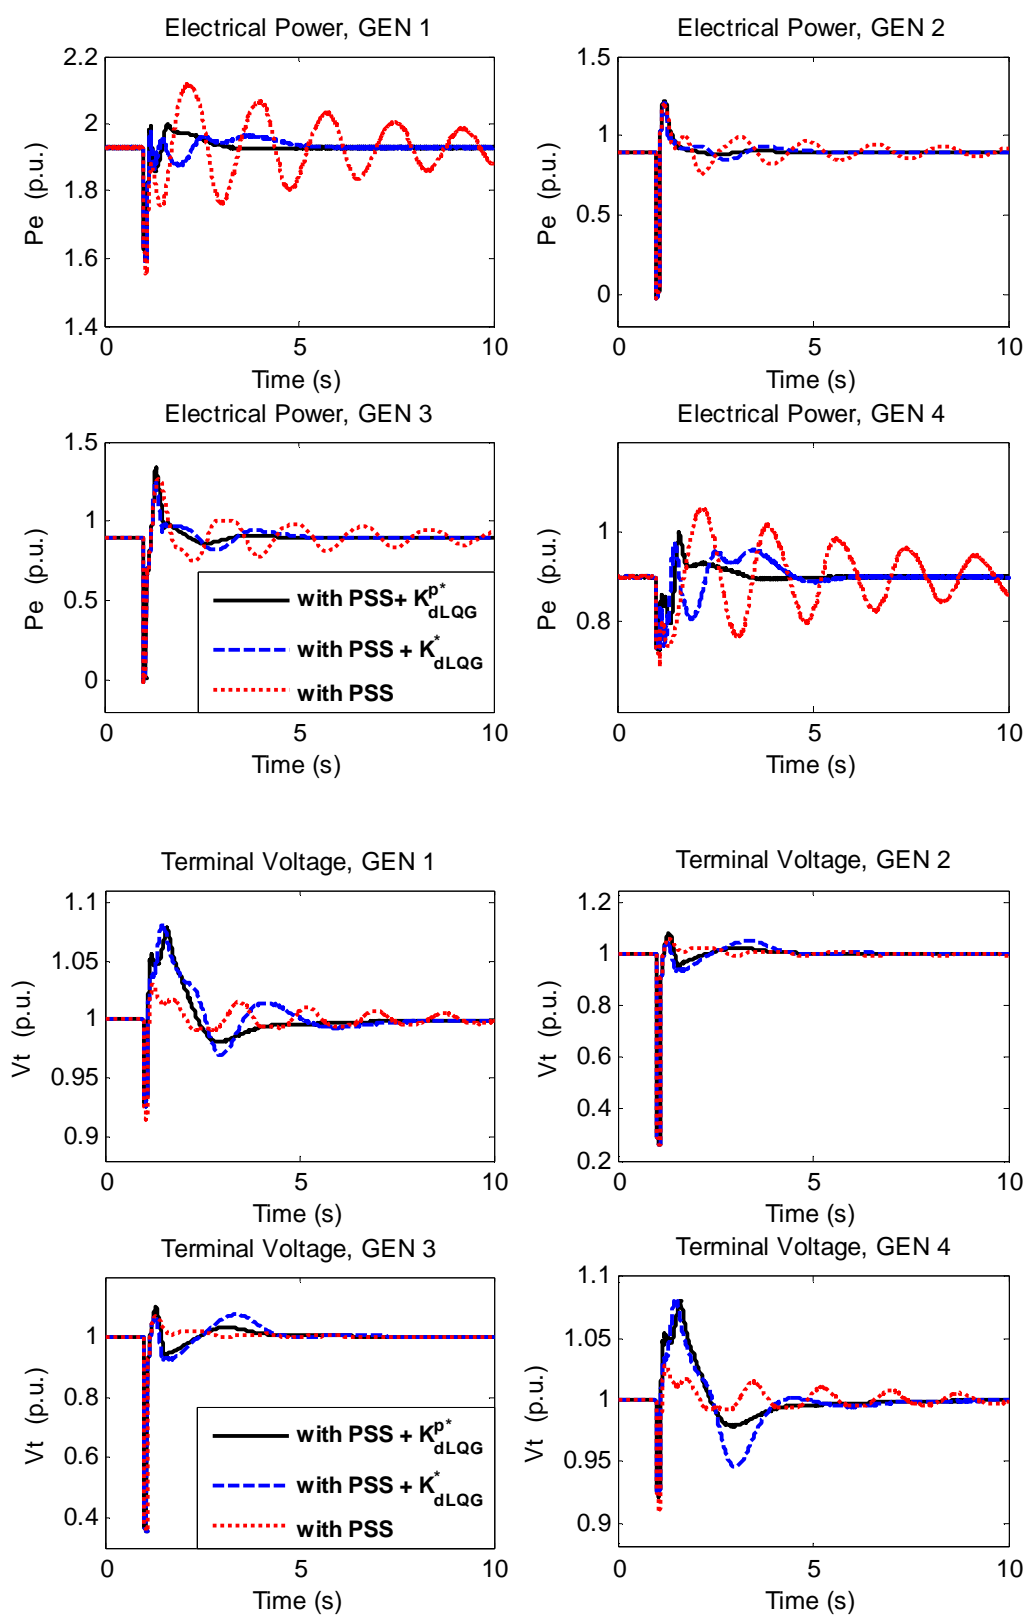 Electrical Power, GEN 1
2.2
2
1.8
1.6
1.4
Pe (p.u.)
0 5 10
Time (s)
Electrical Power, GEN 2
1.5
1
0.5
0
Pe (p.u.)
0 5 10
Time (s)
Electrical Power, GEN 3
1.5
1
0.5
0
Pe (p.u.)
with PSS+ K^{p*}_{dLQG}
with PSS + K^{*}_{dLQG}
with PSS
0 5 10
Time (s)
Electrical Power, GEN 4
1
0.8
Pe (p.u.)
0 5 10
Time (s)
Terminal Voltage, GEN 1
1.1
1.05
1
0.95
0.9
Vt (p.u.)
0 5 10
Time (s)
Terminal Voltage, GEN 2
1.2
1
0.8
0.6
0.4
0.2
Vt (p.u.)
0 5 10
Time (s)
Terminal Voltage, GEN 3
1
0.8
0.6
0.4
Vt (p.u.)
with PSS + K^{p*}_{dLQG}
with PSS + K^{*}_{dLQG}
with PSS
0 5 10
Time (s)
Terminal Voltage, GEN 4
1.1
1.05
1
0.95
0.9
Vt (p.u.)
0 5 10
Time (s)